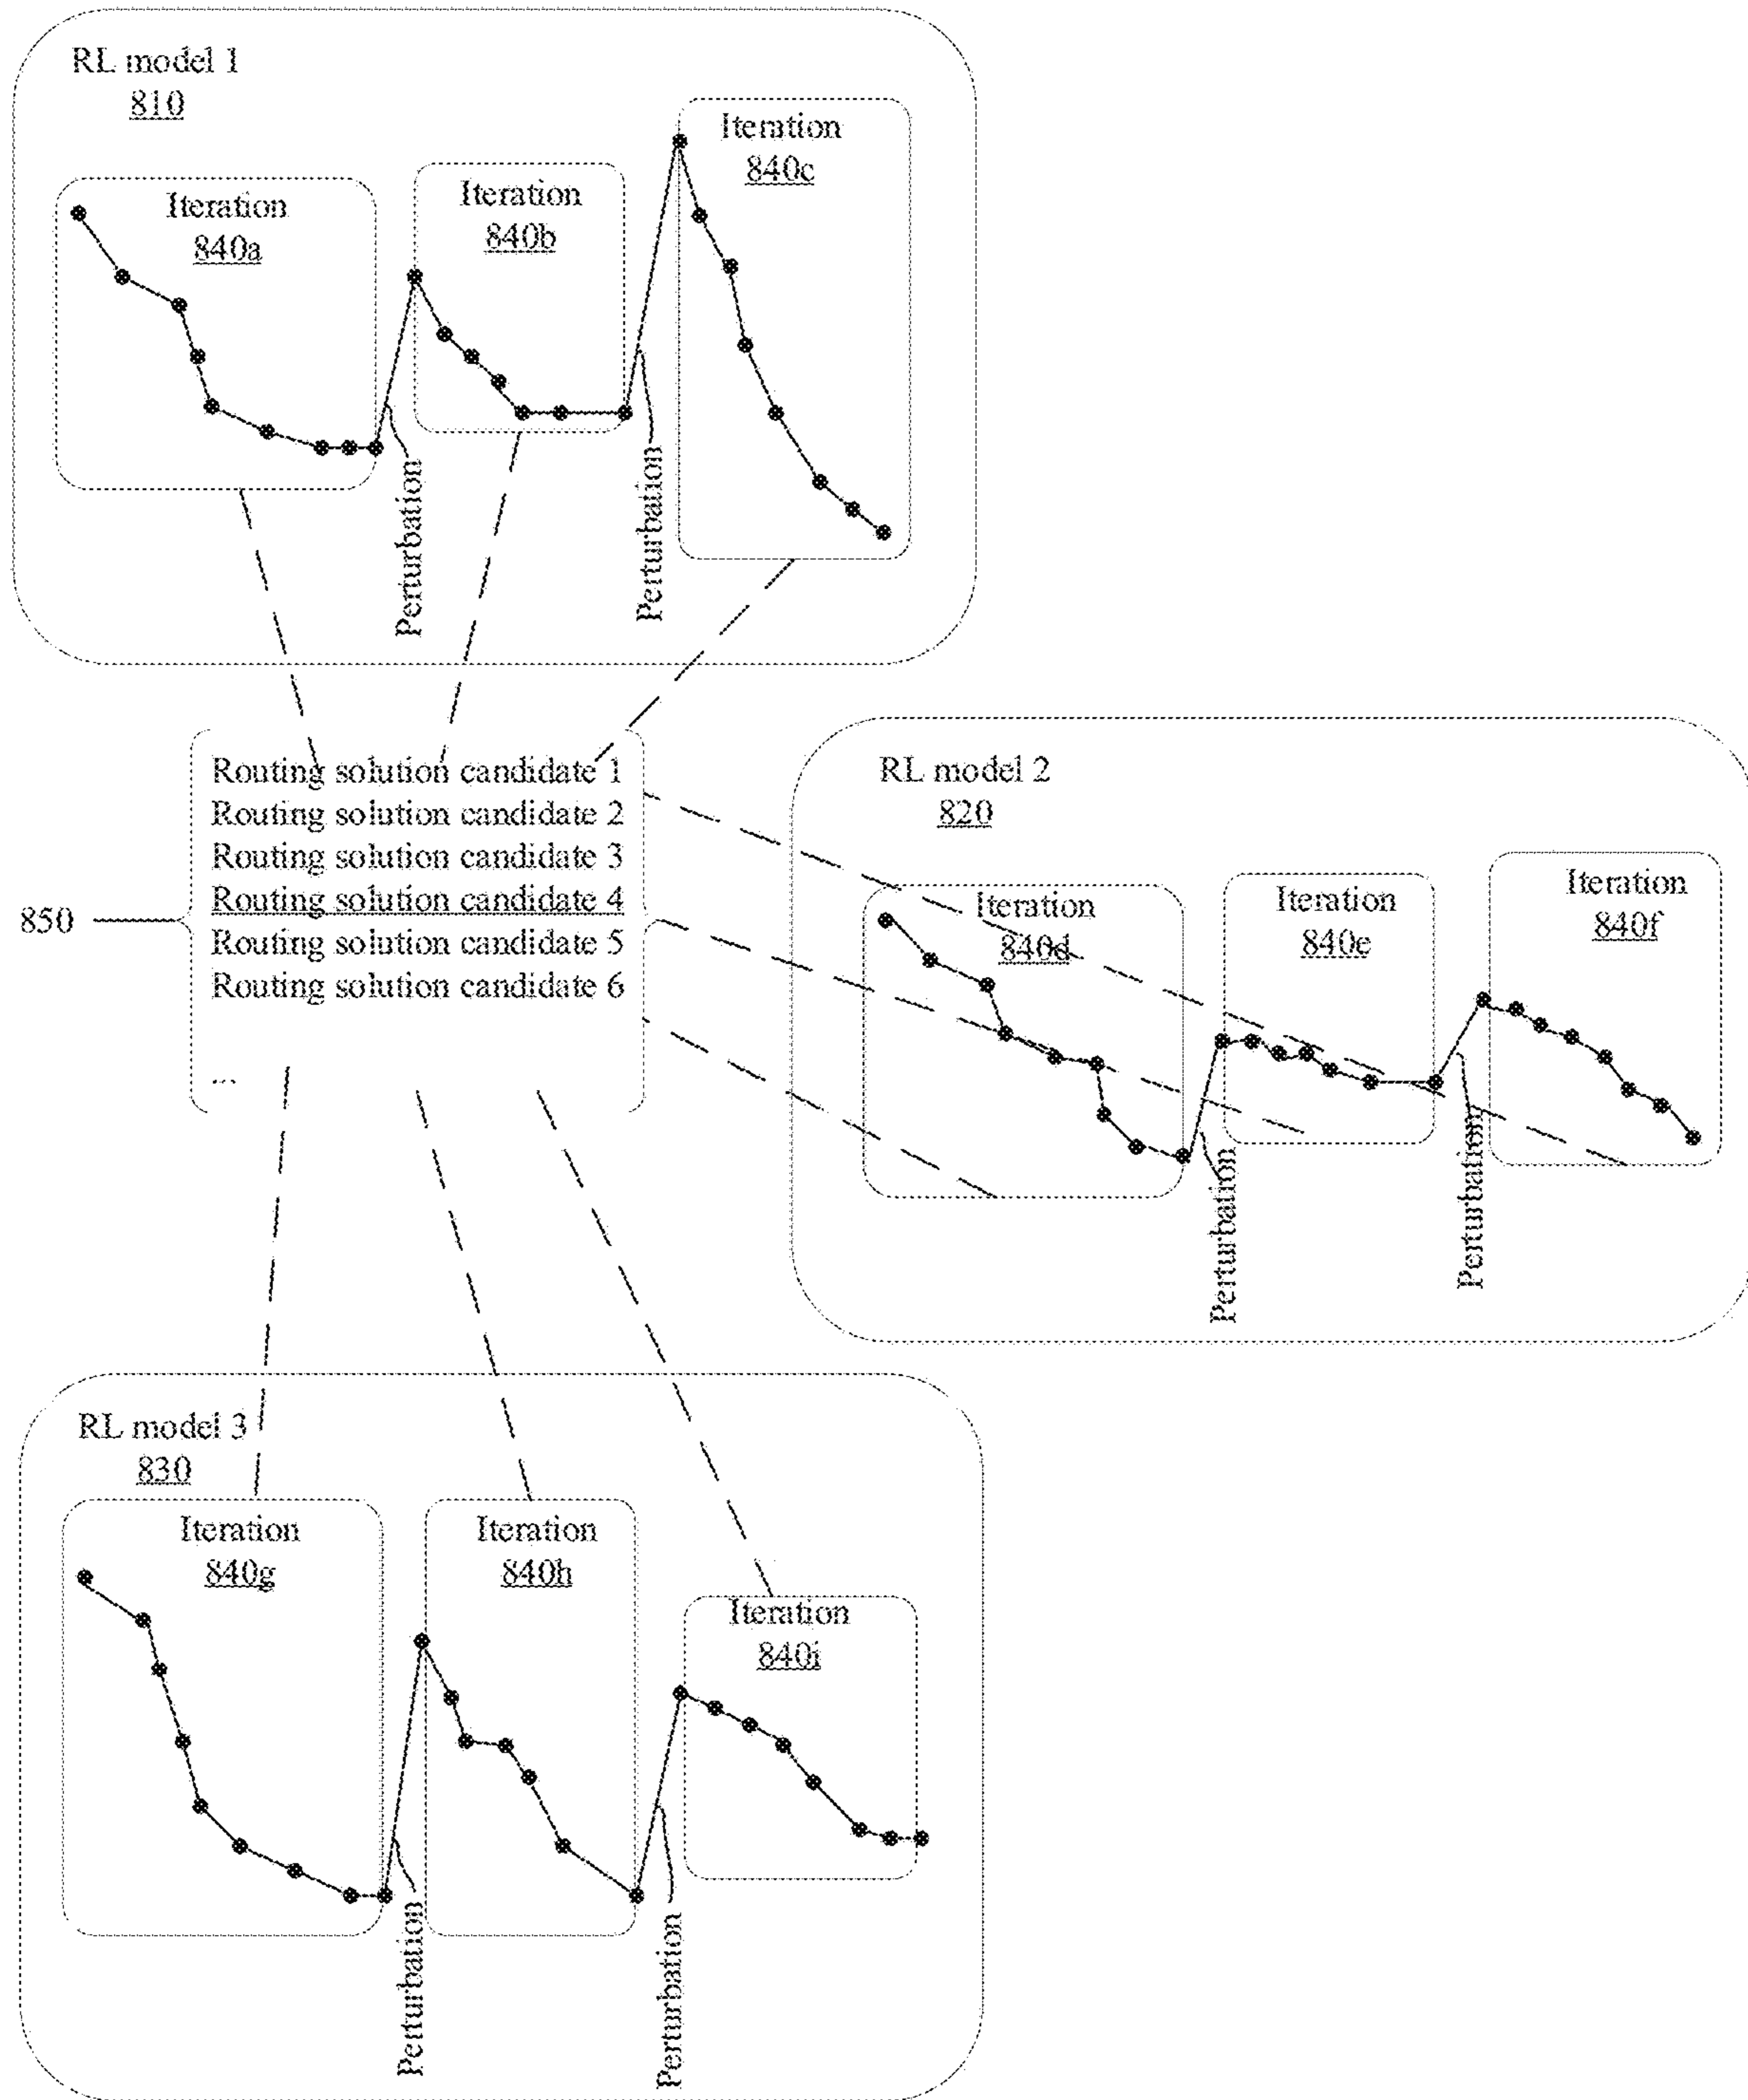 RL model 1
810
Iteration
840a
Iteration
840b
Iteration
840c
Perturbation
Perturbation
Routing solution candidate 1
Routing solution candidate 2
Routing solution candidate 3
Routing solution candidate 4
Routing solution candidate 5
Routing solution candidate 6
...
850
RL model 2
820
Iteration
840d
Iteration
840e
Iteration
840f
Perturbation
Perturbation
RL model 3
830
Iteration
840g
Iteration
840h
Iteration
840i
Perturbation
Perturbation